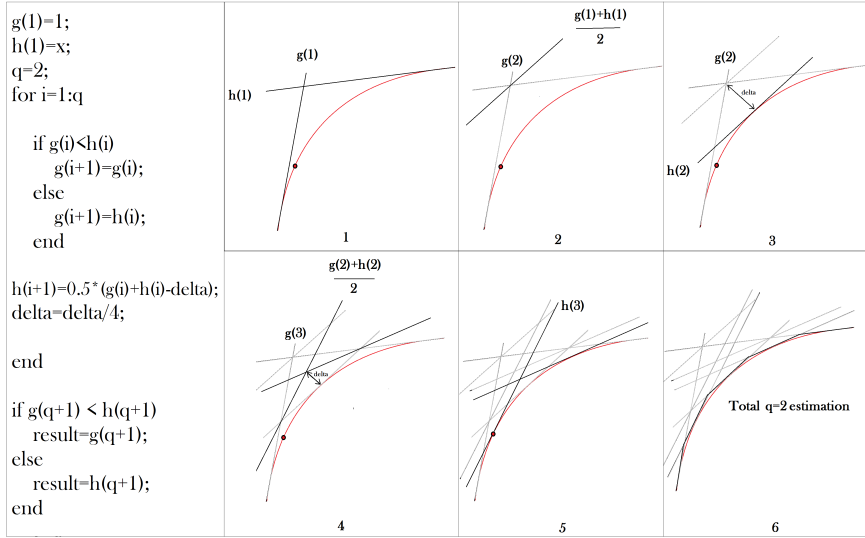 g(1)=1;
h(1)=x;
q=2;
for i=1:q
if g(i)<h(i)
g(i+1)=g(i);
else
g(i+1)=h(i);
end
h(i+1)=0.5*(g(i)+h(i)-delta);
delta=delta/4;
end
if g(q+1) < h(q+1)
result=g(q+1);
else
result=h(q+1);
end
g(1)
h(1)
1
g(1)+h(1)
2
g(2)
2
g(2)
delta
h(2)
3
g(2)+h(2)
2
g(3)
delta
4
h(3)
5
Total q=2 estimation
6